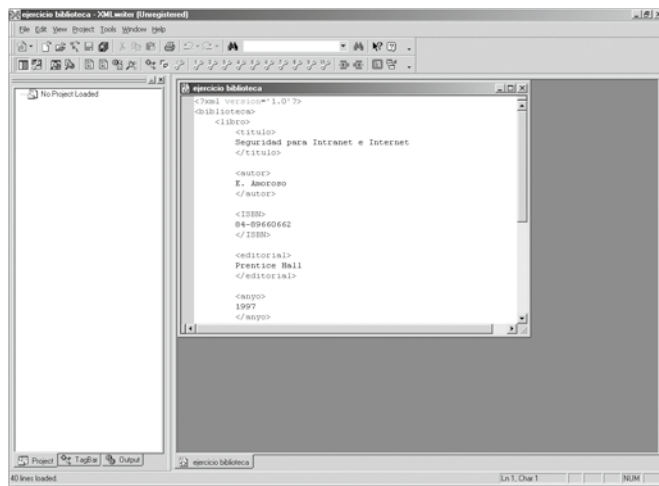 ejercicio biblioteca - XMLwriter (Unregistered)
File Edit View Project Tools Window Help
No Project Loaded
ejercicio biblioteca
<?xml version="1.0"?>
<biblioteca>
<libro>
<titulo>
Seguridad para Intranet e Internet
</titulo>
<autor>
E. Amoroso
</autor>
<ISBN>
84-89660662
</ISBN>
<editorial>
Prentice Hall
</editorial>
<anyo>
1997
</anyo>
Project TagBar Output
ejercicio biblioteca
40 lines loaded.
Ln 1, Char 1
NUM